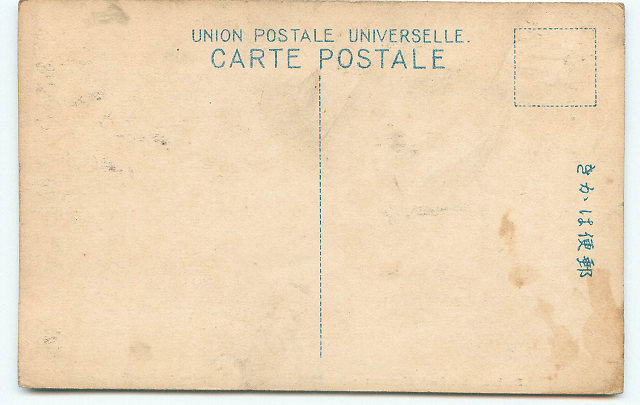 UNION POSTALE UNIVERSELLE.
CARTE POSTALE
郵便はかき